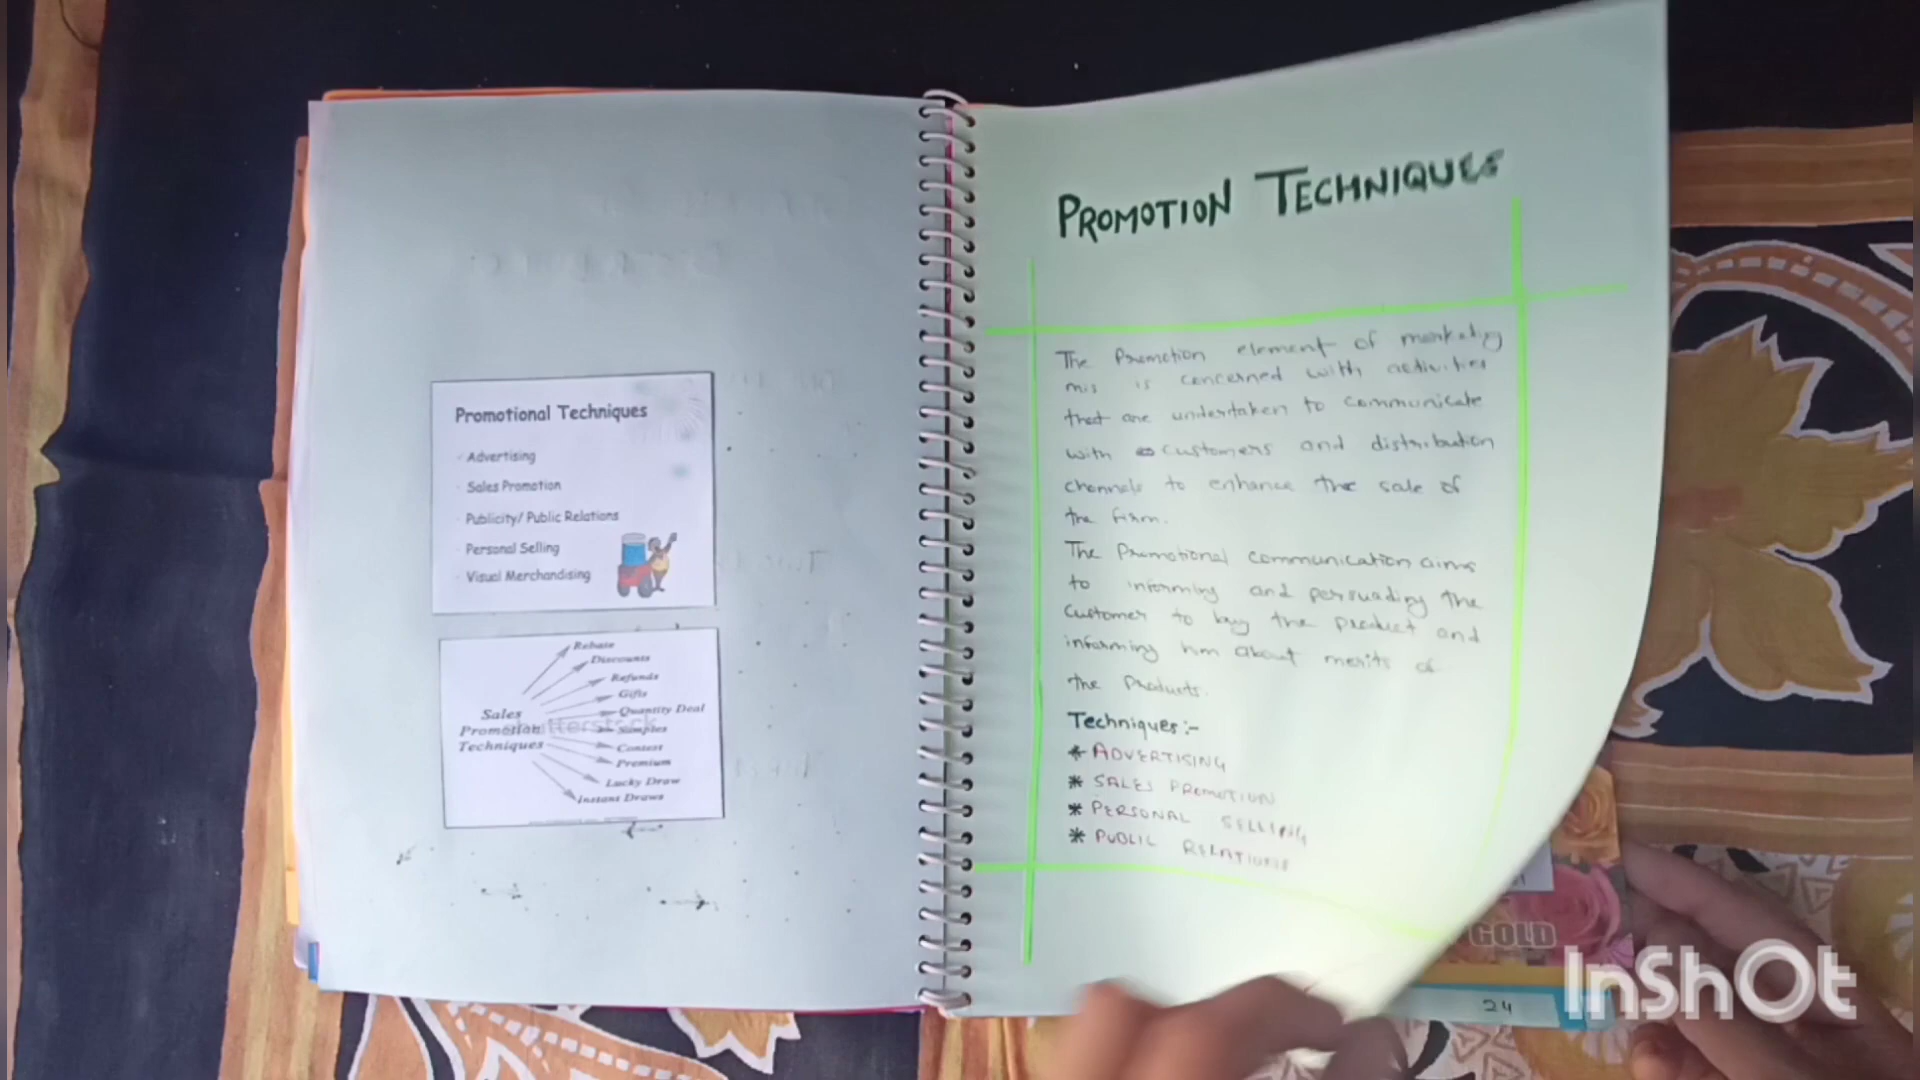 Promotional Techniques
Advertising
Sales Promotion
Publicity/ Public Relations
Personal Selling
Visual Merchandising
Rebate
Discounts
Refunds
Gifts
Quantity Deal
Sales
Promotion
Techniques
shutterstock
Samples
Contest
Premium
Lucky Draw
Instant Draws
PROMOTION TECHNIQUES
The Promotion element of marketing
mix is concerned with activities
that are undertaken to communicate
with customers and distribution
channels to enhance the sale of
the firm.
The Promotional communication aims
to informing and persuading the
customer to buy the product and
informing him about merits of
the Products.
Techniques:-
* ADVERTISING
* SALES PROMOTION
* PERSONAL SELLING
* PUBLIC RELATIONS
GOLD
24
InShOt